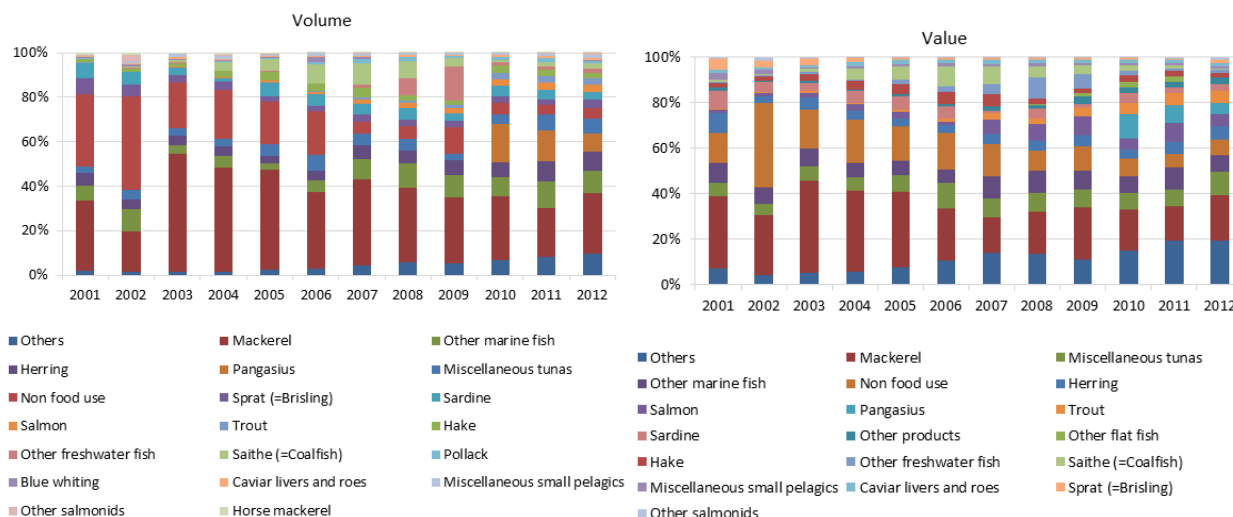 Volume
100%
80%
60%
40%
20%
0%
2001 2002 2003 2004 2005 2006 2007 2008 2009 2010 2011 2012
Others Mackerel Other marine fish
Herring Pangasius Miscellaneous tunas
Non food use Sprat (=Brisling) Sardine
Salmon Trout Hake
Other freshwater fish Saithe (=Coalfish) Pollack
Blue whiting Caviar livers and roes Miscellaneous small pelagics
Other salmonids Horse mackerel
Value
100%
80%
60%
40%
20%
0%
2001 2002 2003 2004 2005 2006 2007 2008 2009 2010 2011 2012
Others Mackerel Miscellaneous tunas
Other marine fish Non food use Herring
Salmon Pangasius Trout
Sardine Other products Other flat fish
Hake Other freshwater fish Saithe (=Coalfish)
Miscellaneous small pelagics Caviar livers and roes Sprat (=Brisling)
Other salmonids